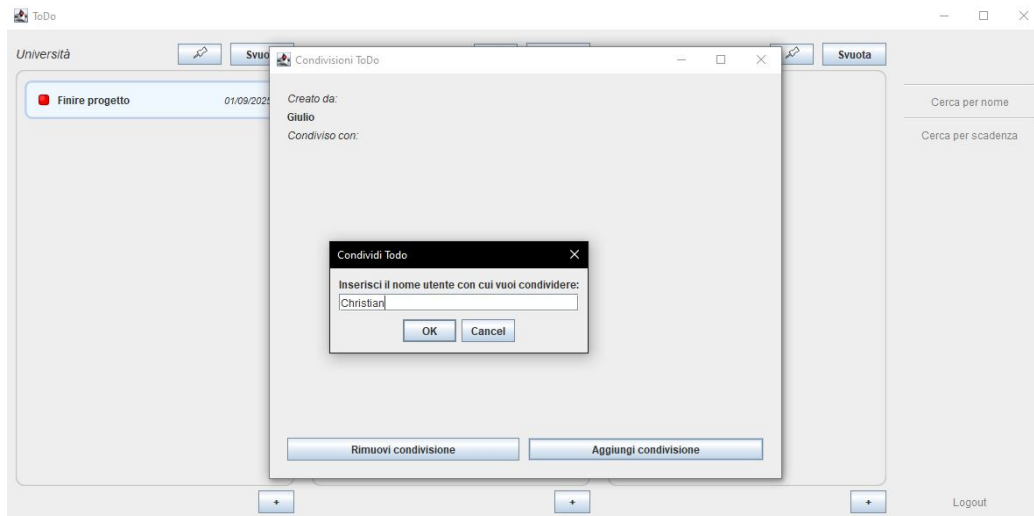 ToDo
Università
Svuo
Svuota
Finire progetto
01/09/2025
Condivisioni ToDo
Creato da:
Giulio
Condiviso con:
Condividi Todo
Inserisci il nome utente con cui vuoi condividere:
Christian
OK
Cancel
Rimuovi condivisione
Aggiungi condivisione
Cerca per nome
Cerca per scadenza
+
+
+
Logout